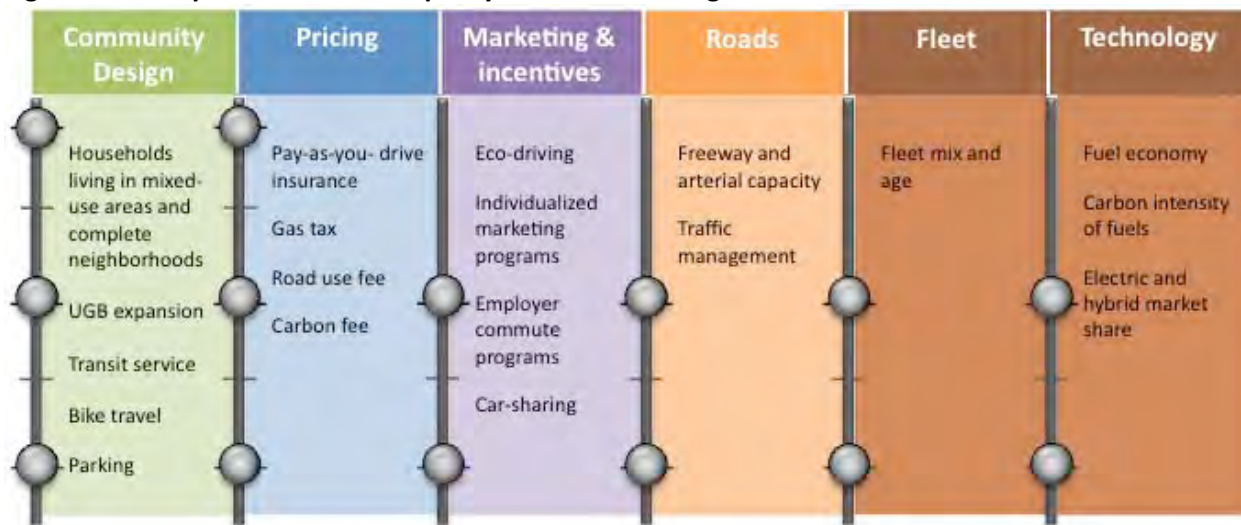 Community
Design
Households
living in mixed-
use areas and
complete
neighborhoods
UGB expansion
Transit service
Bike travel
Parking
Pricing
Pay-as-you- drive
insurance
Gas tax
Road use fee
Carbon fee
Marketing &
incentives
Eco-driving
Individualized
marketing
programs
Employer
commute
programs
Car-sharing
Roads
Freeway and
arterial capacity
Traffic
management
Fleet
Fleet mix and
age
Technology
Fuel economy
Carbon intensity
of fuels
Electric and
hybrid market
share